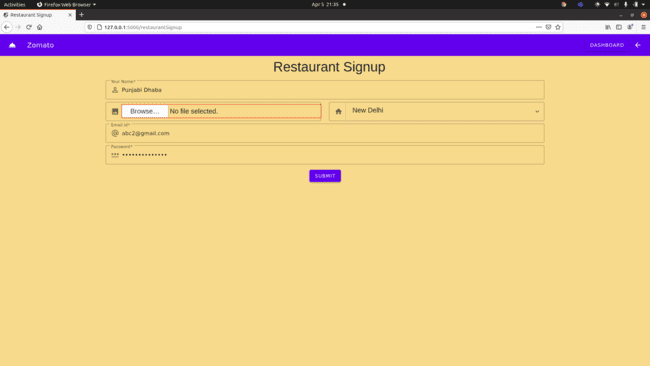 Activities
Firefox Web Browser
Apr 5 21:35
Restaurant Signup
127.0.0.1:5000/restaurantSignup
Zomato
DASHBOARD
Restaurant Signup
Your Name*
Punjabi Dhaba
Browse...
No file selected.
New Delhi
Email Id*
abc2@gmail.com
Password*
••••••••••••••
SUBMIT